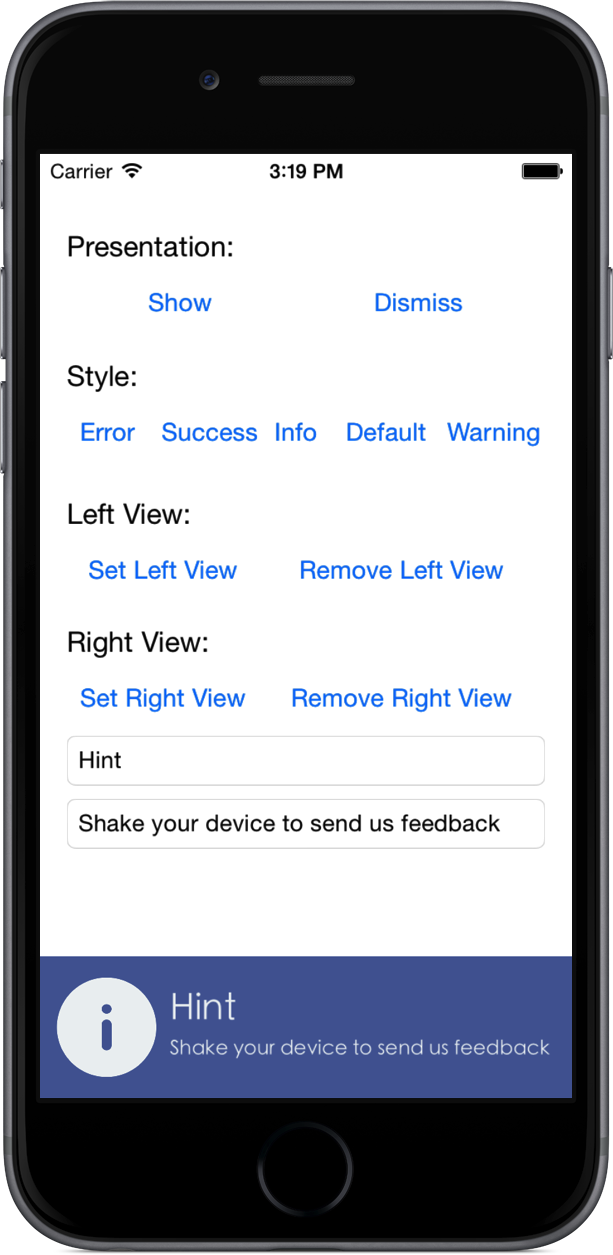 Carrier 3:19 PM
Presentation:
Show Dismiss
Style:
Error Success Info Default Warning
Left View:
Set Left View Remove Left View
Right View:
Set Right View Remove Right View
Hint
Shake your device to send us feedback
Hint
Shake your device to send us feedback